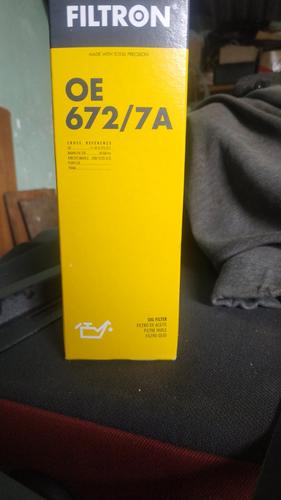 FILTRON
MADE WITH TOTAL PRECISION
OE
672/7A
CROSS REFERENCE
OIL FILTER
FILTRO DE ACEITE
FILTRE HUILE
FILTRO OLIO